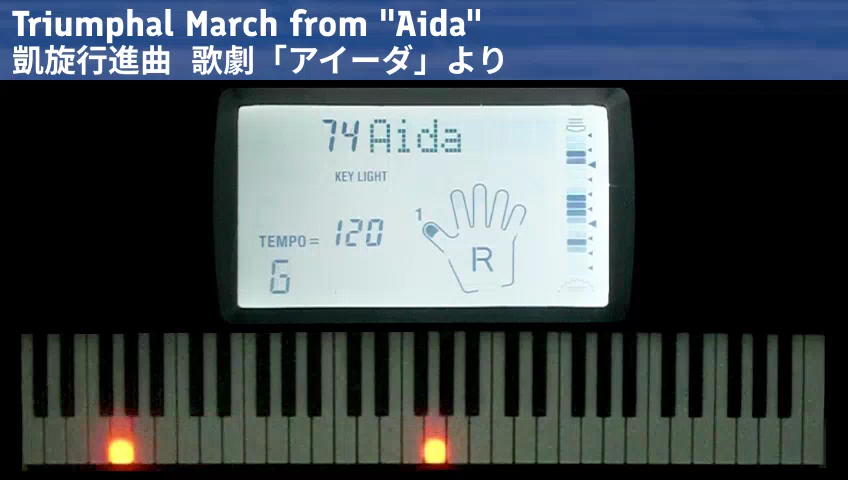 Triumphal March from "Aida"
凱旋行進曲 歌劇「アイーダ」より
74 Aida
KEY LIGHT
1
TEMPO = 120
R
G